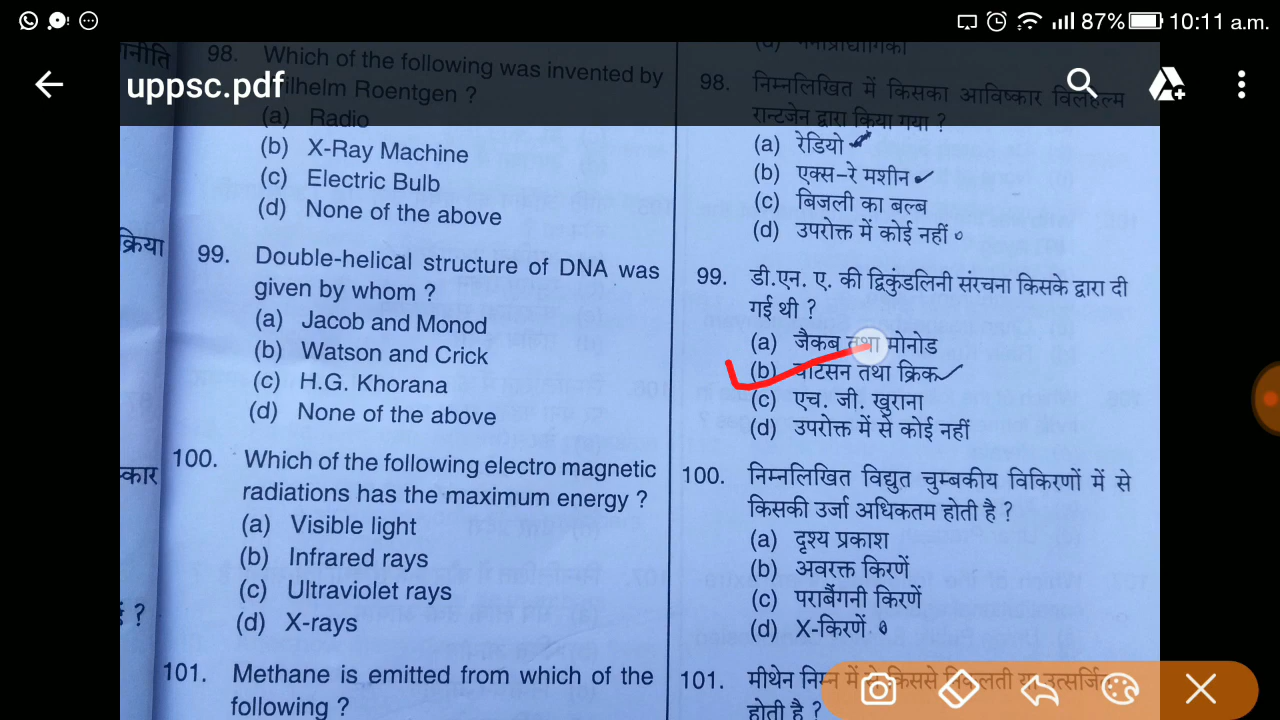 87% 10:11 a.m.
uppsc.pdf
98. Which of the following was invented by
Wilhelm Roentgen ?
(a) Radio
(b) X-Ray Machine
(c) Electric Bulb
(d) None of the above
99. Double-helical structure of DNA was
given by whom ?
(a) Jacob and Monod
(b) Watson and Crick
(c) H.G. Khorana
(d) None of the above
100. Which of the following electro magnetic
radiations has the maximum energy ?
(a) Visible light
(b) Infrared rays
(c) Ultraviolet rays
(d) X-rays
101. Methane is emitted from which of the
following ?
98. निम्नलिखित में किसका आविष्कार विलहेल्म
रान्टजेन द्वारा किया गया ?
(a) रेडियो
(b) एक्स-रे मशीन
(c) बिजली का बल्ब
(d) उपरोक्त में कोई नहीं
99. डी.एन. ए. की द्विकुंडलिनी संरचना किसके द्वारा दी
गई थी ?
(a) जैकब तथा मोनोड
(b) वाटसन तथा क्रिक
(c) एच. जी. खुराना
(d) उपरोक्त में से कोई नहीं
100. निम्नलिखित विद्युत चुम्बकीय विकिरणों में से
किसकी उर्जा अधिकतम होती है ?
(a) दृश्य प्रकाश
(b) अवरक्त किरणें
(c) पराबैंगनी किरणें
(d) X-किरणें
101. मीथेन निम्न में से किससे निकलती या उत्सर्जित
होती है ?
क्रिया